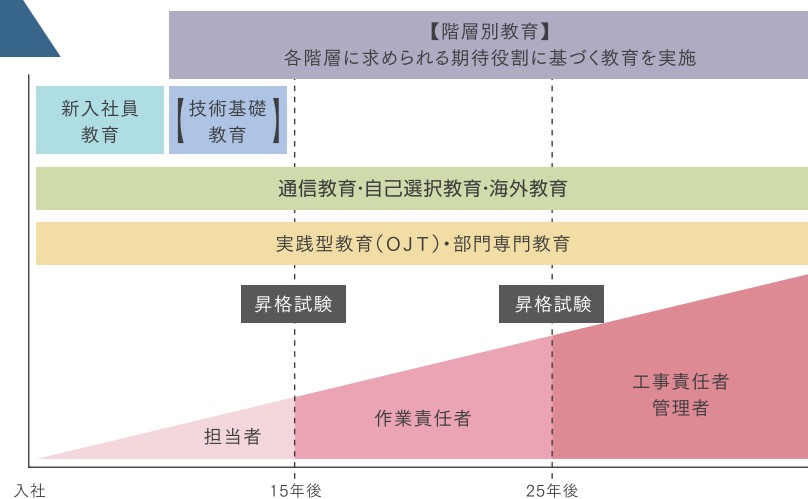 【階層別教育】
各階層に求められる期待役割に基づく教育を実施
新入社員
教育
【技術基礎
教育】
通信教育・自己選択教育・海外教育
実践型教育(OJT)・部門専門教育
昇格試験
昇格試験
工事責任者
管理者
作業責任者
担当者
入社
15年後
25年後